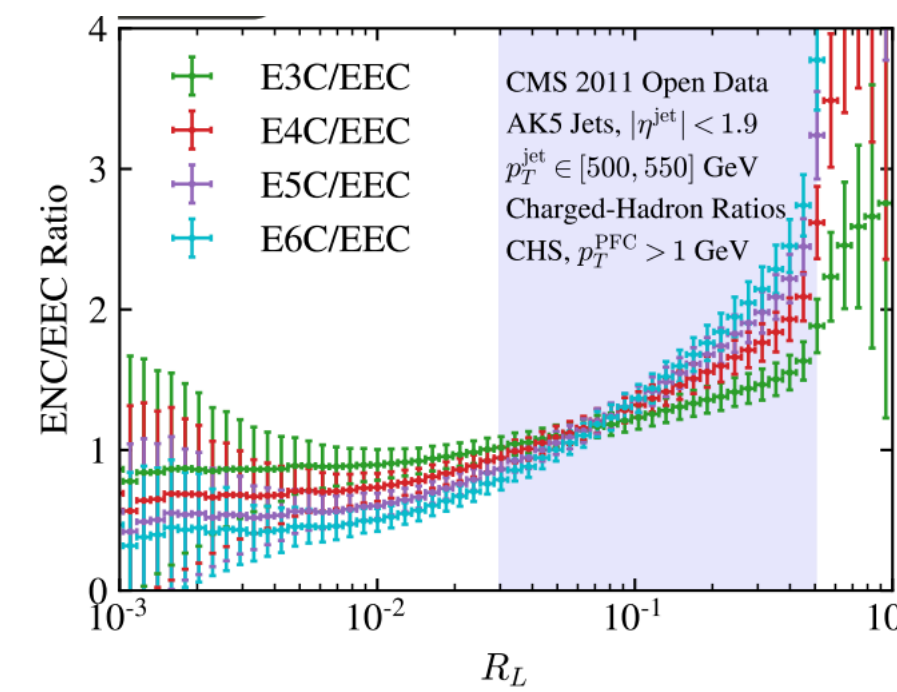 4
3
2
1
0
ENC/EEC Ratio
E3C/EEC
E4C/EEC
E5C/EEC
E6C/EEC
CMS 2011 Open Data
AK5 Jets, |η^jet| < 1.9
p_T^jet ∈ [500, 550] GeV
Charged-Hadron Ratios
CHS, p_T^PFC > 1 GeV
10^-3 10^-2 10^-1 10
R_L